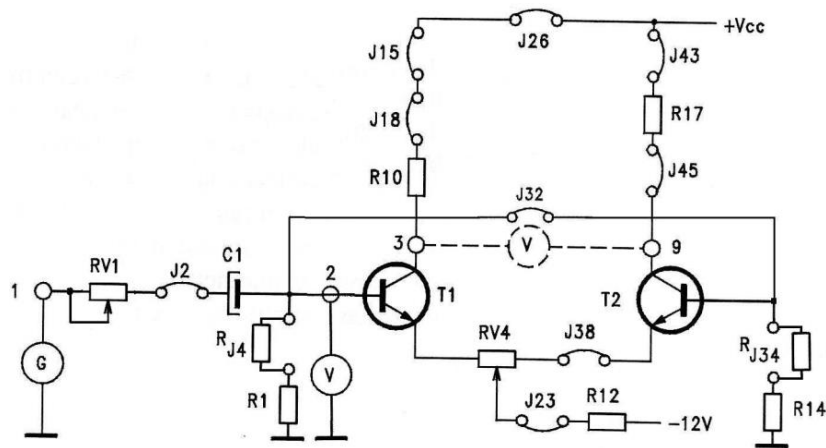 J26
+Vcc
J15
J43
J18
R17
R10
J45
J32
3
V
9
C1
2
RV1
J2
1
T1
T2
RV4
J38
G
R J4
V
R J34
R1
J23
R12
-12V
R14